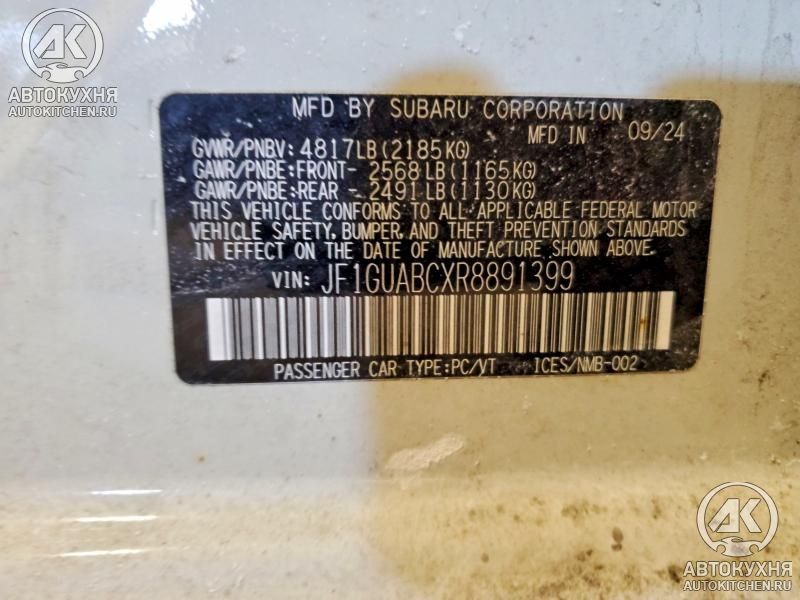 АК
АВТОКУХНЯ
AUTOKITCHEN.RU
MFD BY SUBARU CORPORATION
MFD IN 09/24
GVWR/PNBV: 4817LB(2185KG)
GAWR/PNBE:FRONT- 2568LB(1165KG)
GAWR/PNBE:REAR - 2491LB(1130KG)
THIS VEHICLE CONFORMS TO ALL APPLICABLE FEDERAL MOTOR
VEHICLE SAFETY, BUMPER, AND THEFT PREVENTION STANDARDS
IN EFFECT ON THE DATE OF MANUFACTURE SHOWN ABOVE.
VIN: JF1GUABCXR8891399
PASSENGER CAR TYPE:PC/VT ICES/NMB-002
АК
АВТОКУХНЯ
AUTOKITCHEN.RU